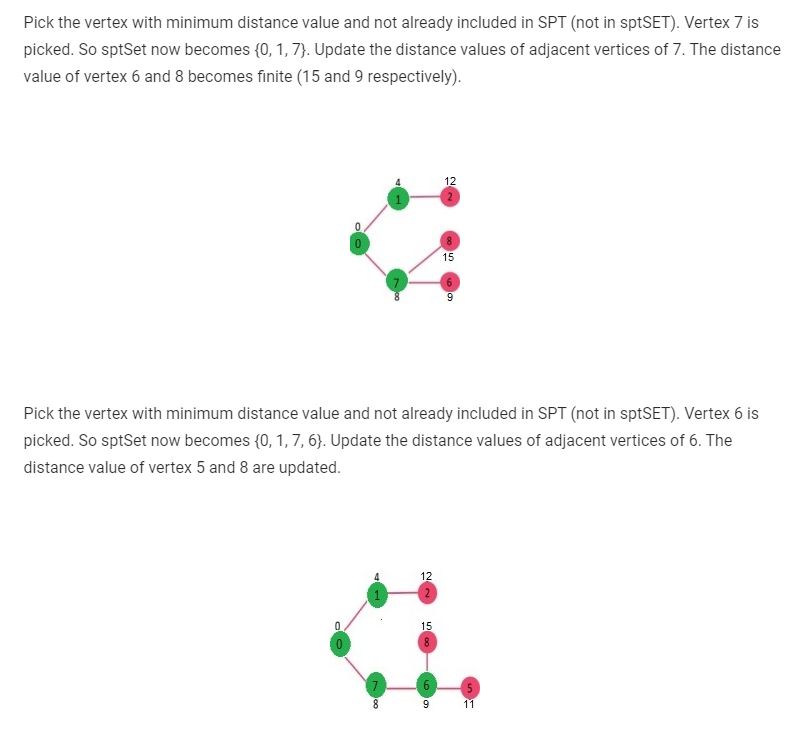 Pick the vertex with minimum distance value and not already included in SPT (not in sptSET). Vertex 7 is
picked. So sptSet now becomes {0, 1, 7}. Update the distance values of adjacent vertices of 7. The distance
value of vertex 6 and 8 becomes finite (15 and 9 respectively).
4 12
1 2
0
0 8
15
7 6
8 9
Pick the vertex with minimum distance value and not already included in SPT (not in sptSET). Vertex 6 is
picked. So sptSet now becomes {0, 1, 7, 6}. Update the distance values of adjacent vertices of 6. The
distance value of vertex 5 and 8 are updated.
4 12
1 2
0 15
0 8
7 6 5
8 9 11